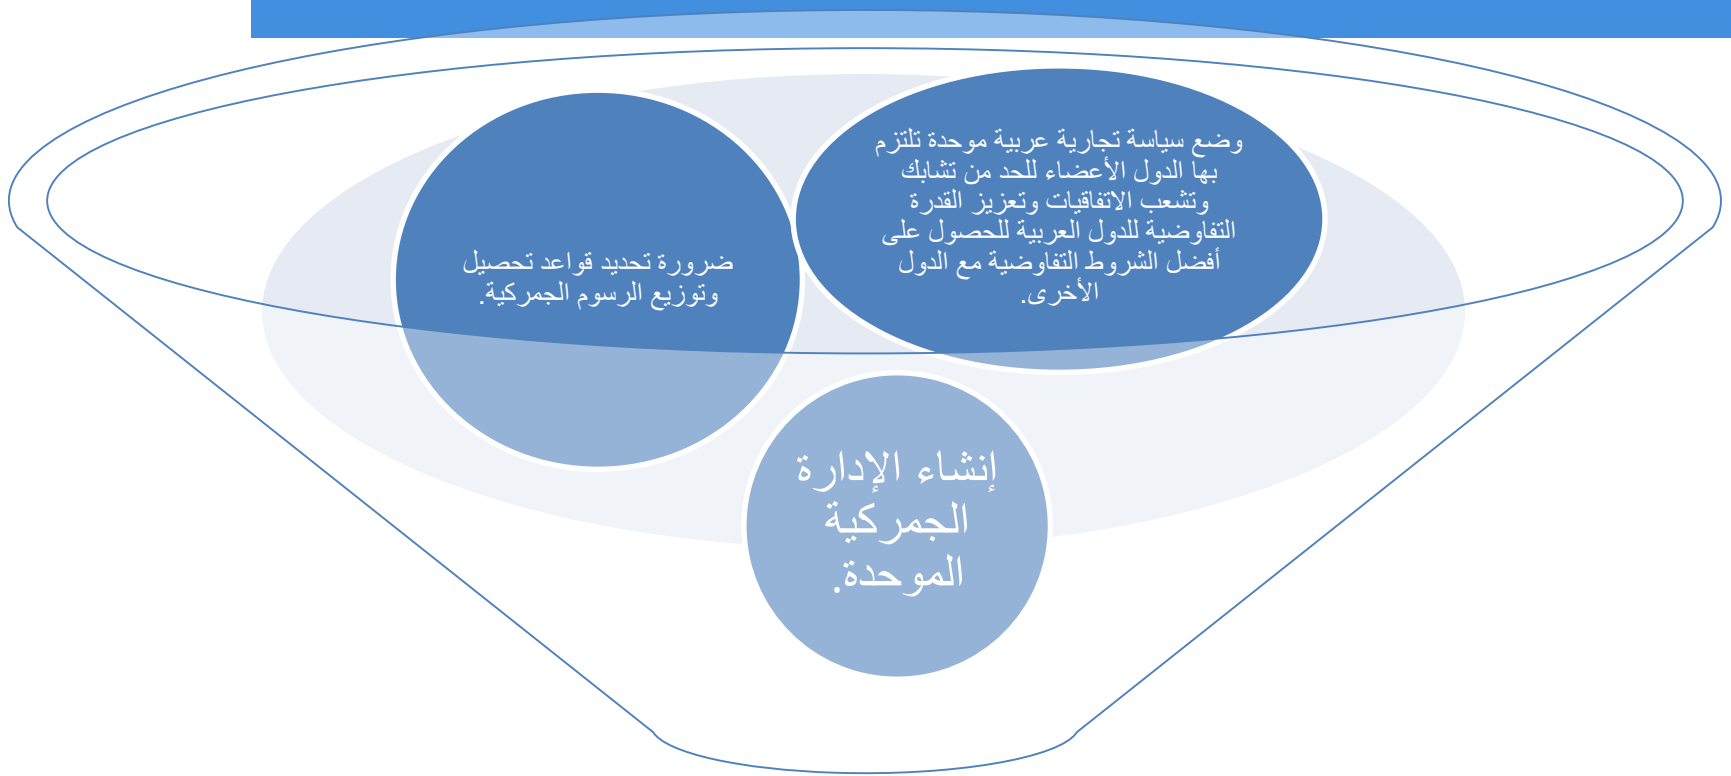 وضع سياسة تجارية عربية موحدة تلتزم
بها الدول الأعضاء للحد من تشابك
وتشعب الاتفاقيات وتعزيز القدرة
التفاوضية للدول العربية للحصول على
أفضل الشروط التفاوضية مع الدول
الأخرى.
ضرورة تحديد قواعد تحصيل
وتوزيع الرسوم الجمركية.
إنشاء الإدارة
الجمركية
الموحدة.